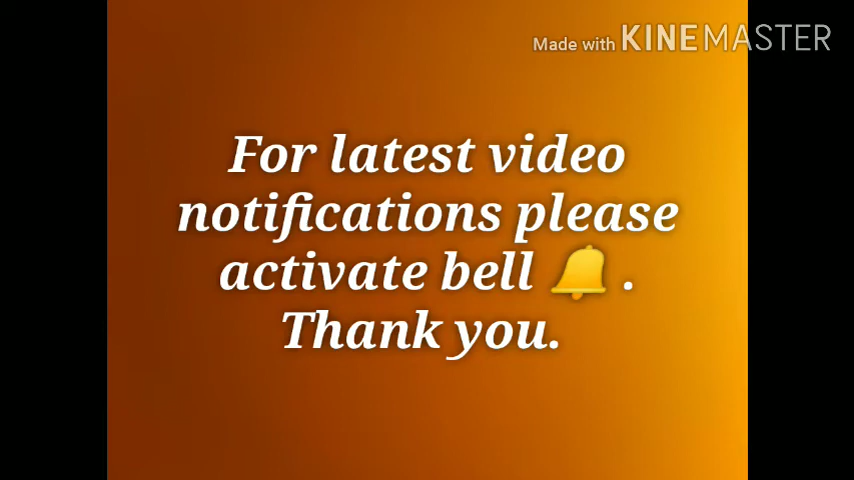 Made with KINEMASTER
For latest video
notifications please
activate bell 🔔 .
Thank you.